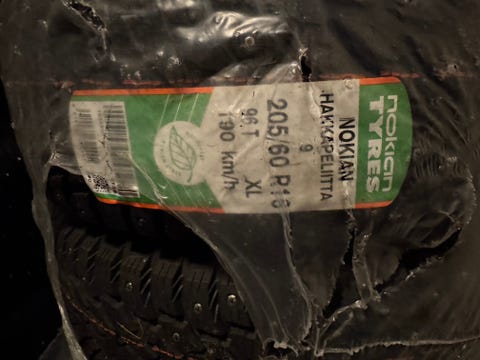 nokian
TYRES
NOKIAN
HAKKAPELIITTA
9
205/60 R16
96 T XL
190 km/h